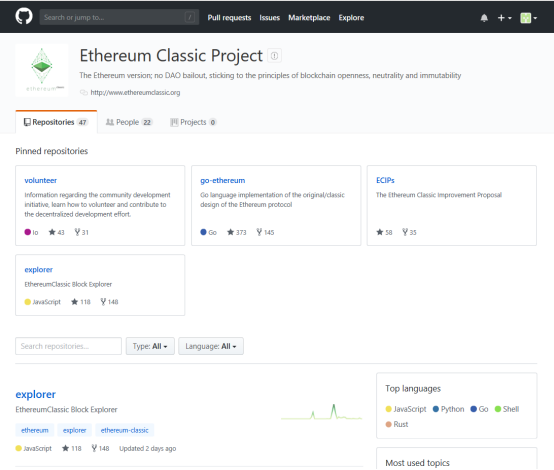 Search or jump to...
/
Pull requests Issues Marketplace Explore
ethereum
Ethereum Classic Project
The Ethereum version; no DAO bailout, sticking to the principles of blockchain openness, neutrality and immutability
http://www.ethereumclassic.org
Repositories 47 People 22 Projects 0
Pinned repositories
volunteer
Information regarding the community development
initiative, learn how to volunteer and contribute to
the decentralized development effort.
Io 43 31
go-ethereum
Go language implementation of the original/classic
design of the Ethereum protocol
Go 373 145
ECIPs
The Ethereum Classic Improvement Proposal
58 35
explorer
EthereumClassic Block Explorer
JavaScript 118 148
Search repositories...
Type: All
Language: All
explorer
EthereumClassic Block Explorer
ethereum explorer ethereum-classic
JavaScript 118 148 Updated 2 days ago
Top languages
JavaScript Python Go Shell
Rust
Most used topics